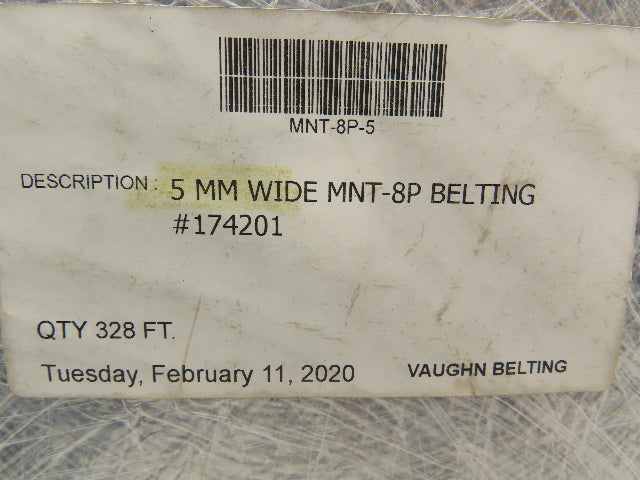 MNT-8P-5
DESCRIPTION: 5 MM WIDE MNT-8P BELTING
#174201
QTY 328 FT.
Tuesday, February 11, 2020 VAUGHN BELTING